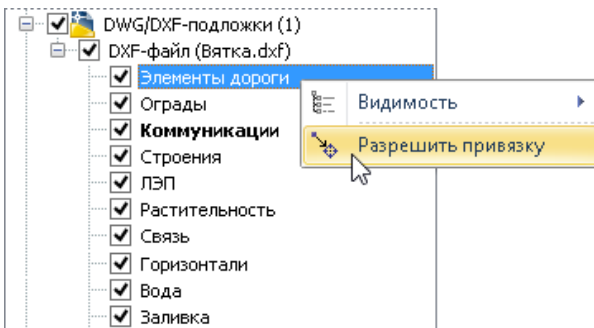 DWG/DXF-подложки (1)
DXF-файл (Вятка.dxf)
Элементы дороги
Ограды
Коммуникации
Строения
ЛЭП
Растительность
Связь
Горизонтали
Вода
Заливка
Видимость
Разрешить привязку